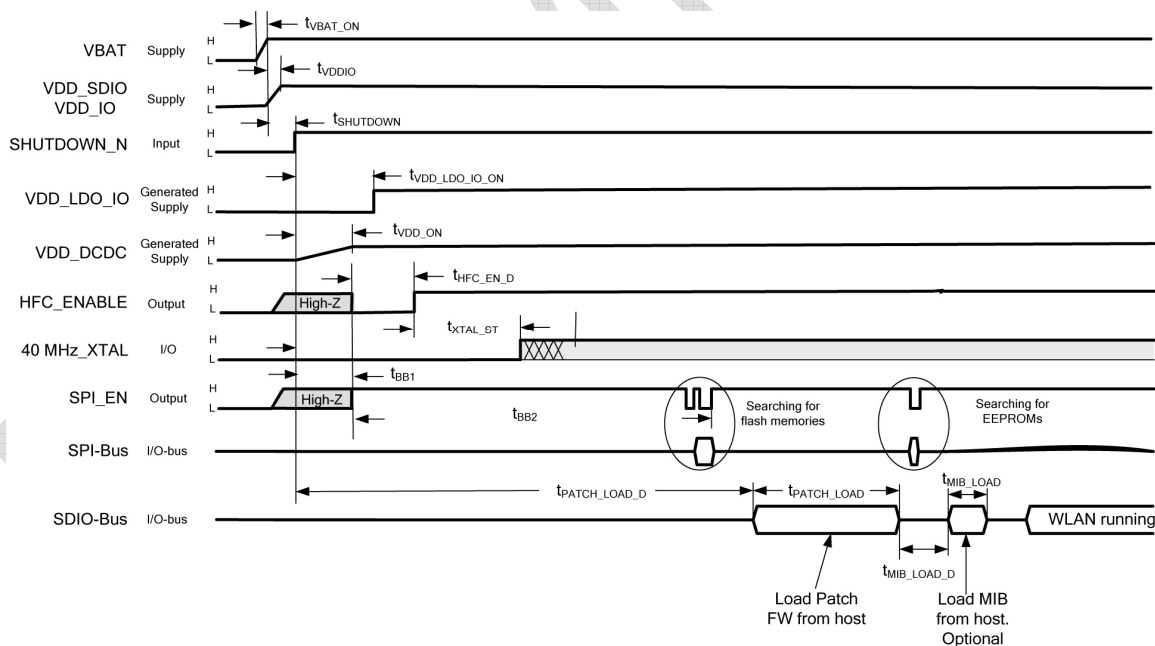 tVBAT_ON
VBAT Supply H L
tVDDIO
VDD_SDIO
VDD_IO Supply H L
tSHUTDOWN
SHUTDOWN_N Input H L
tVDD_LDO_IO_ON
VDD_LDO_IO Generated Supply H L
tVDD_ON
VDD_DCDC Generated Supply H L
tHFC_EN_D
HFC_ENABLE Output H L High-Z
tXTAL_ST
40 MHz_XTAL I/O H L
tBB1
SPI_EN Output H L High-Z
tBB2
Searching for
flash memories
Searching for
EEPROMs
SPI-Bus I/O-bus
tPATCH_LOAD_D
tPATCH_LOAD
tMIB_LOAD
SDIO-Bus I/O-bus
WLAN running
tMIB_LOAD_D
Load Patch
FW from host
Load MIB
from host.
Optional